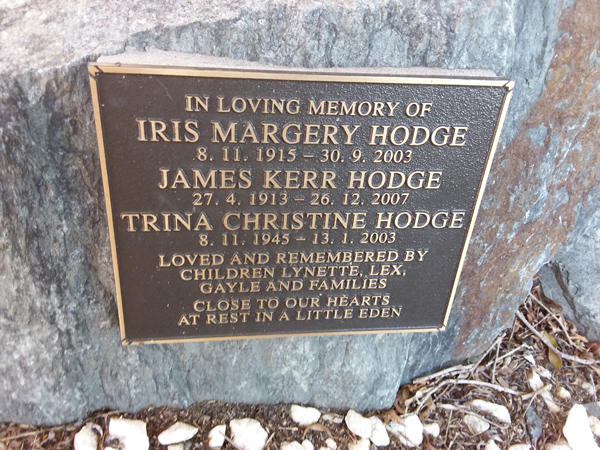 IN LOVING MEMORY OF
IRIS MARGERY HODGE
8. 11. 1915 – 30. 9. 2003
JAMES KERR HODGE
27. 4. 1913 – 26. 12. 2007
TRINA CHRISTINE HODGE
8. 11. 1945 – 13. 1. 2003
LOVED AND REMEMBERED BY
CHILDREN LYNETTE, LEX,
GAYLE AND FAMILIES
CLOSE TO OUR HEARTS
AT REST IN A LITTLE EDEN